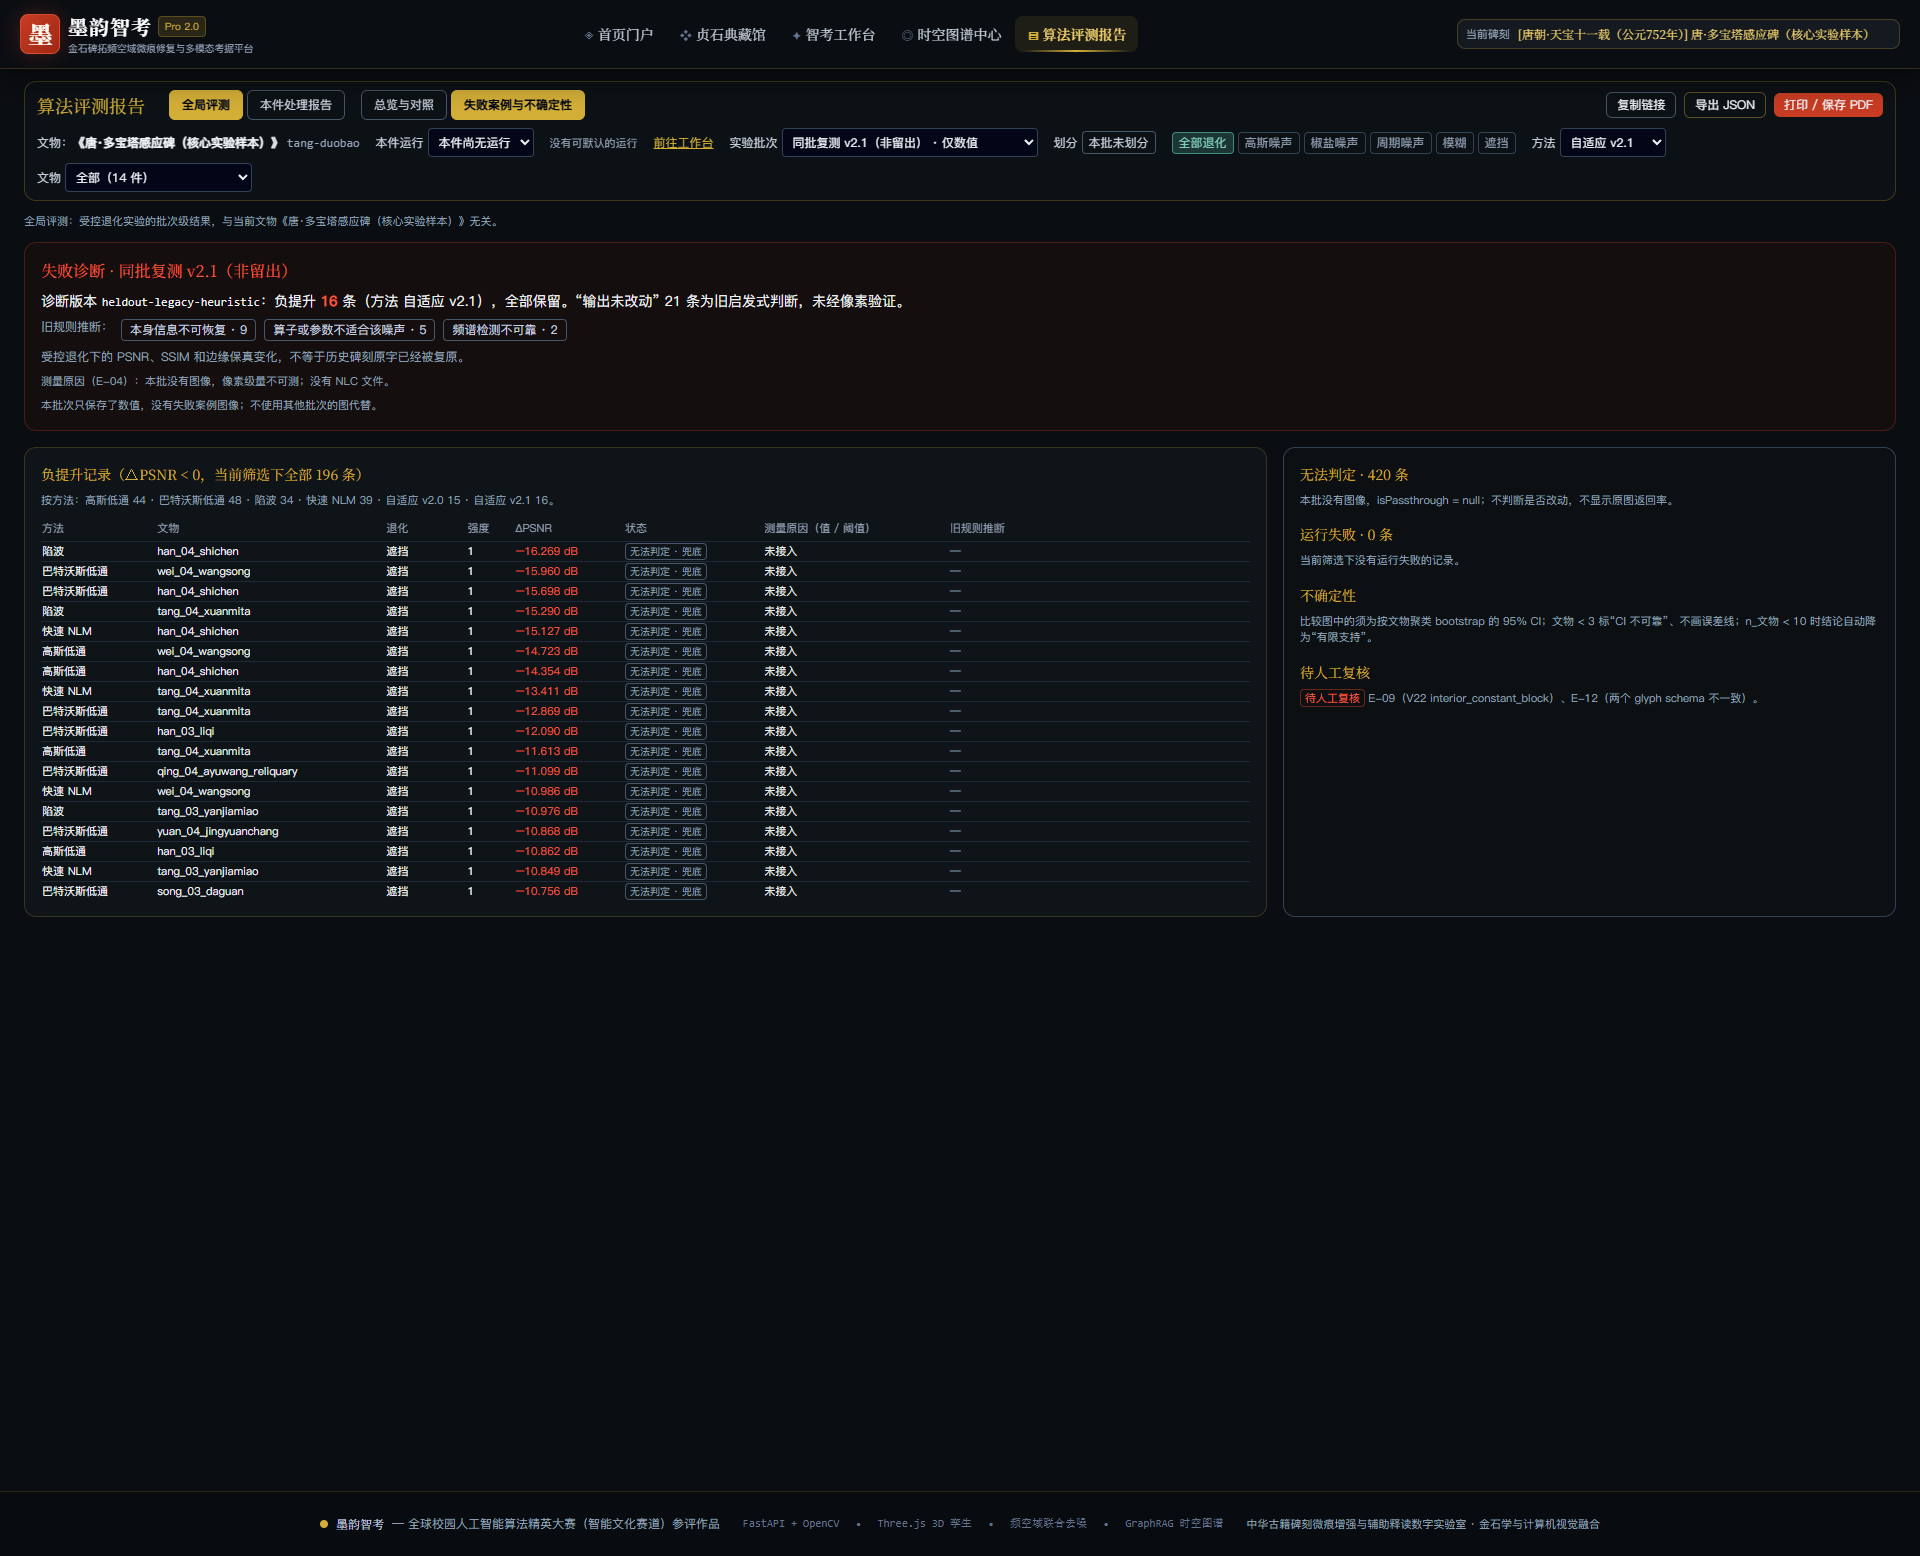 墨
墨韵智考 Pro 2.0
金石碑拓频空域微痕修复与多模态考据平台
首页门户
贞石典藏馆
智考工作台
时空图谱中心
算法评测报告
当前碑刻 [唐朝·天宝十一载（公元752年）] 唐·多宝塔感应碑（核心实验样本）
算法评测报告 全局评测 本件处理报告 总览与对照 失败案例与不确定性 复制链接 导出 JSON 打印 / 保存 PDF
文物：《唐·多宝塔感应碑（核心实验样本）》 tang-duobao 本件运行 本件尚无运行 没有可默认的运行 前往工作台 实验批次 同批复测 v2.1（非留出） · 仅数值 划分 本批未划分 全部退化 高斯噪声 椒盐噪声 周期噪声 模糊 遮挡 方法 自适应 v2.1
文物 全部（14 件）
全局评测：受控退化实验的批次级结果，与当前文物《唐·多宝塔感应碑（核心实验样本）》无关。
失败诊断 · 同批复测 v2.1（非留出）
诊断版本 heldout-legacy-heuristic：负提升 16 条（方法 自适应 v2.1），全部保留。“输出未改动” 21 条为旧启发式判断，未经像素验证。
旧规则推断： 本身信息不可恢复 · 9 算子或参数不适合该噪声 · 5 频谱检测不可靠 · 2
受控退化下的 PSNR、SSIM 和边缘保真变化，不等于历史碑刻原字已经被复原。
测量原因（E-04）：本批没有图像，像素级量不可测；没有 NLC 文件。
本批次只保存了数值，没有失败案例图像；不使用其他批次的图代替。
负提升记录（△PSNR < 0，当前筛选下全部 196 条）
按方法：高斯低通 44 · 巴特沃斯低通 48 · 陷波 34 · 快速 NLM 39 · 自适应 v2.0 15 · 自适应 v2.1 16。
方法 文物 退化 强度 ΔPSNR 状态 测量原因（值 / 阈值） 旧规则推断
陷波 han_04_shichen 遮挡 1 −16.269 dB 无法判定 · 兜底 未接入 —
巴特沃斯低通 wei_04_wangsong 遮挡 1 −15.960 dB 无法判定 · 兜底 未接入 —
巴特沃斯低通 han_04_shichen 遮挡 1 −15.698 dB 无法判定 · 兜底 未接入 —
陷波 tang_04_xuanmita 遮挡 1 −15.290 dB 无法判定 · 兜底 未接入 —
快速 NLM han_04_shichen 遮挡 1 −15.127 dB 无法判定 · 兜底 未接入 —
高斯低通 wei_04_wangsong 遮挡 1 −14.723 dB 无法判定 · 兜底 未接入 —
高斯低通 han_04_shichen 遮挡 1 −14.354 dB 无法判定 · 兜底 未接入 —
快速 NLM tang_04_xuanmita 遮挡 1 −13.411 dB 无法判定 · 兜底 未接入 —
巴特沃斯低通 tang_04_xuanmita 遮挡 1 −12.869 dB 无法判定 · 兜底 未接入 —
巴特沃斯低通 han_03_liqi 遮挡 1 −12.090 dB 无法判定 · 兜底 未接入 —
高斯低通 tang_04_xuanmita 遮挡 1 −11.613 dB 无法判定 · 兜底 未接入 —
巴特沃斯低通 qing_04_ayuwang_reliquary 遮挡 1 −11.099 dB 无法判定 · 兜底 未接入 —
快速 NLM wei_04_wangsong 遮挡 1 −10.986 dB 无法判定 · 兜底 未接入 —
陷波 tang_03_yanjiamiao 遮挡 1 −10.976 dB 无法判定 · 兜底 未接入 —
巴特沃斯低通 yuan_04_jingyuanchang 遮挡 1 −10.868 dB 无法判定 · 兜底 未接入 —
高斯低通 han_03_liqi 遮挡 1 −10.862 dB 无法判定 · 兜底 未接入 —
快速 NLM tang_03_yanjiamiao 遮挡 1 −10.849 dB 无法判定 · 兜底 未接入 —
巴特沃斯低通 song_03_daguan 遮挡 1 −10.756 dB 无法判定 · 兜底 未接入 —
无法判定 · 420 条
本批没有图像，isPassthrough = null；不判断是否改动，不显示原图返回率。
运行失败 · 0 条
当前筛选下没有运行失败的记录。
不确定性
比较图中的须为按文物聚类 bootstrap 的 95% CI；文物 < 3 标“CI 不可靠”、不画误差线；n_文物 < 10 时结论自动降
为“有限支持”。
待人工复核
待人工复核 E-09（V22 interior_constant_block）、E-12（两个 glyph schema 不一致）。
墨韵智考 — 全球校园人工智能算法精英大赛（智能文化赛道）参评作品 FastAPI + OpenCV • Three.js 3D 孪生 • 频空域联合去噪 • GraphRAG 时空图谱 中华古籍碑刻微痕增强与辅助释读数字实验室 · 金石学与计算机视觉融合